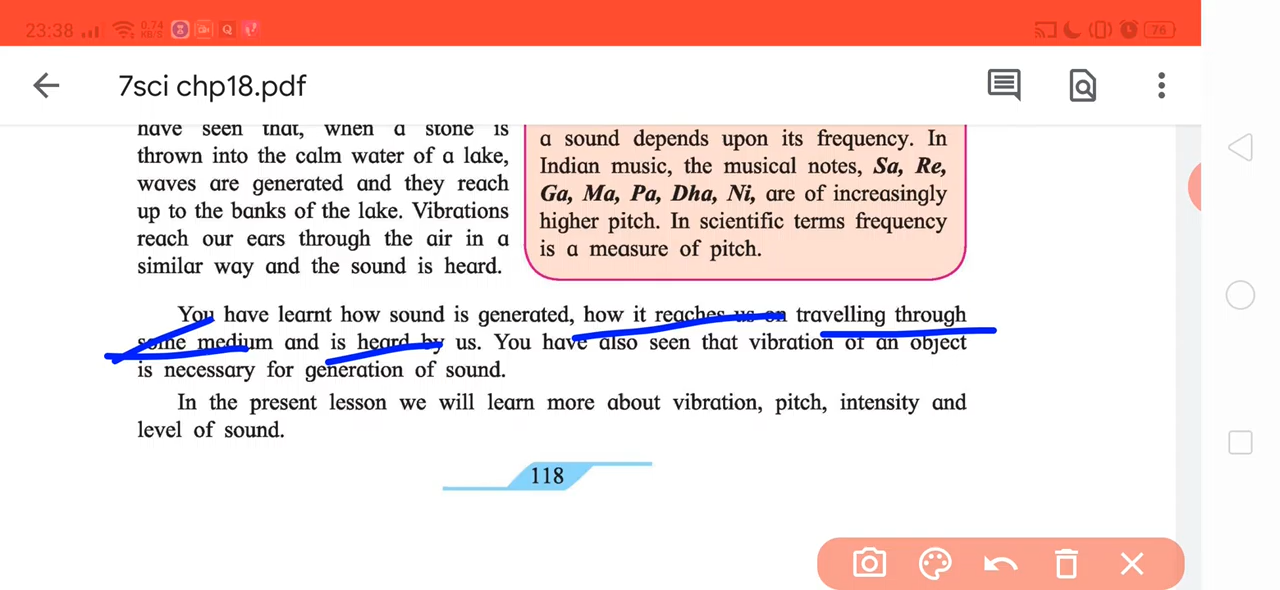 23:38
0.74
KB/S
76
7sci chp18.pdf
have seen that, when a stone is
thrown into the calm water of a lake,
waves are generated and they reach
up to the banks of the lake. Vibrations
reach our ears through the air in a
similar way and the sound is heard.
a sound depends upon its frequency. In
Indian music, the musical notes, Sa, Re,
Ga, Ma, Pa, Dha, Ni, are of increasingly
higher pitch. In scientific terms frequency
is a measure of pitch.
You have learnt how sound is generated, how it reaches us on travelling through
some medium and is heard by us. You have also seen that vibration of an object
is necessary for generation of sound.
In the present lesson we will learn more about vibration, pitch, intensity and
level of sound.
118